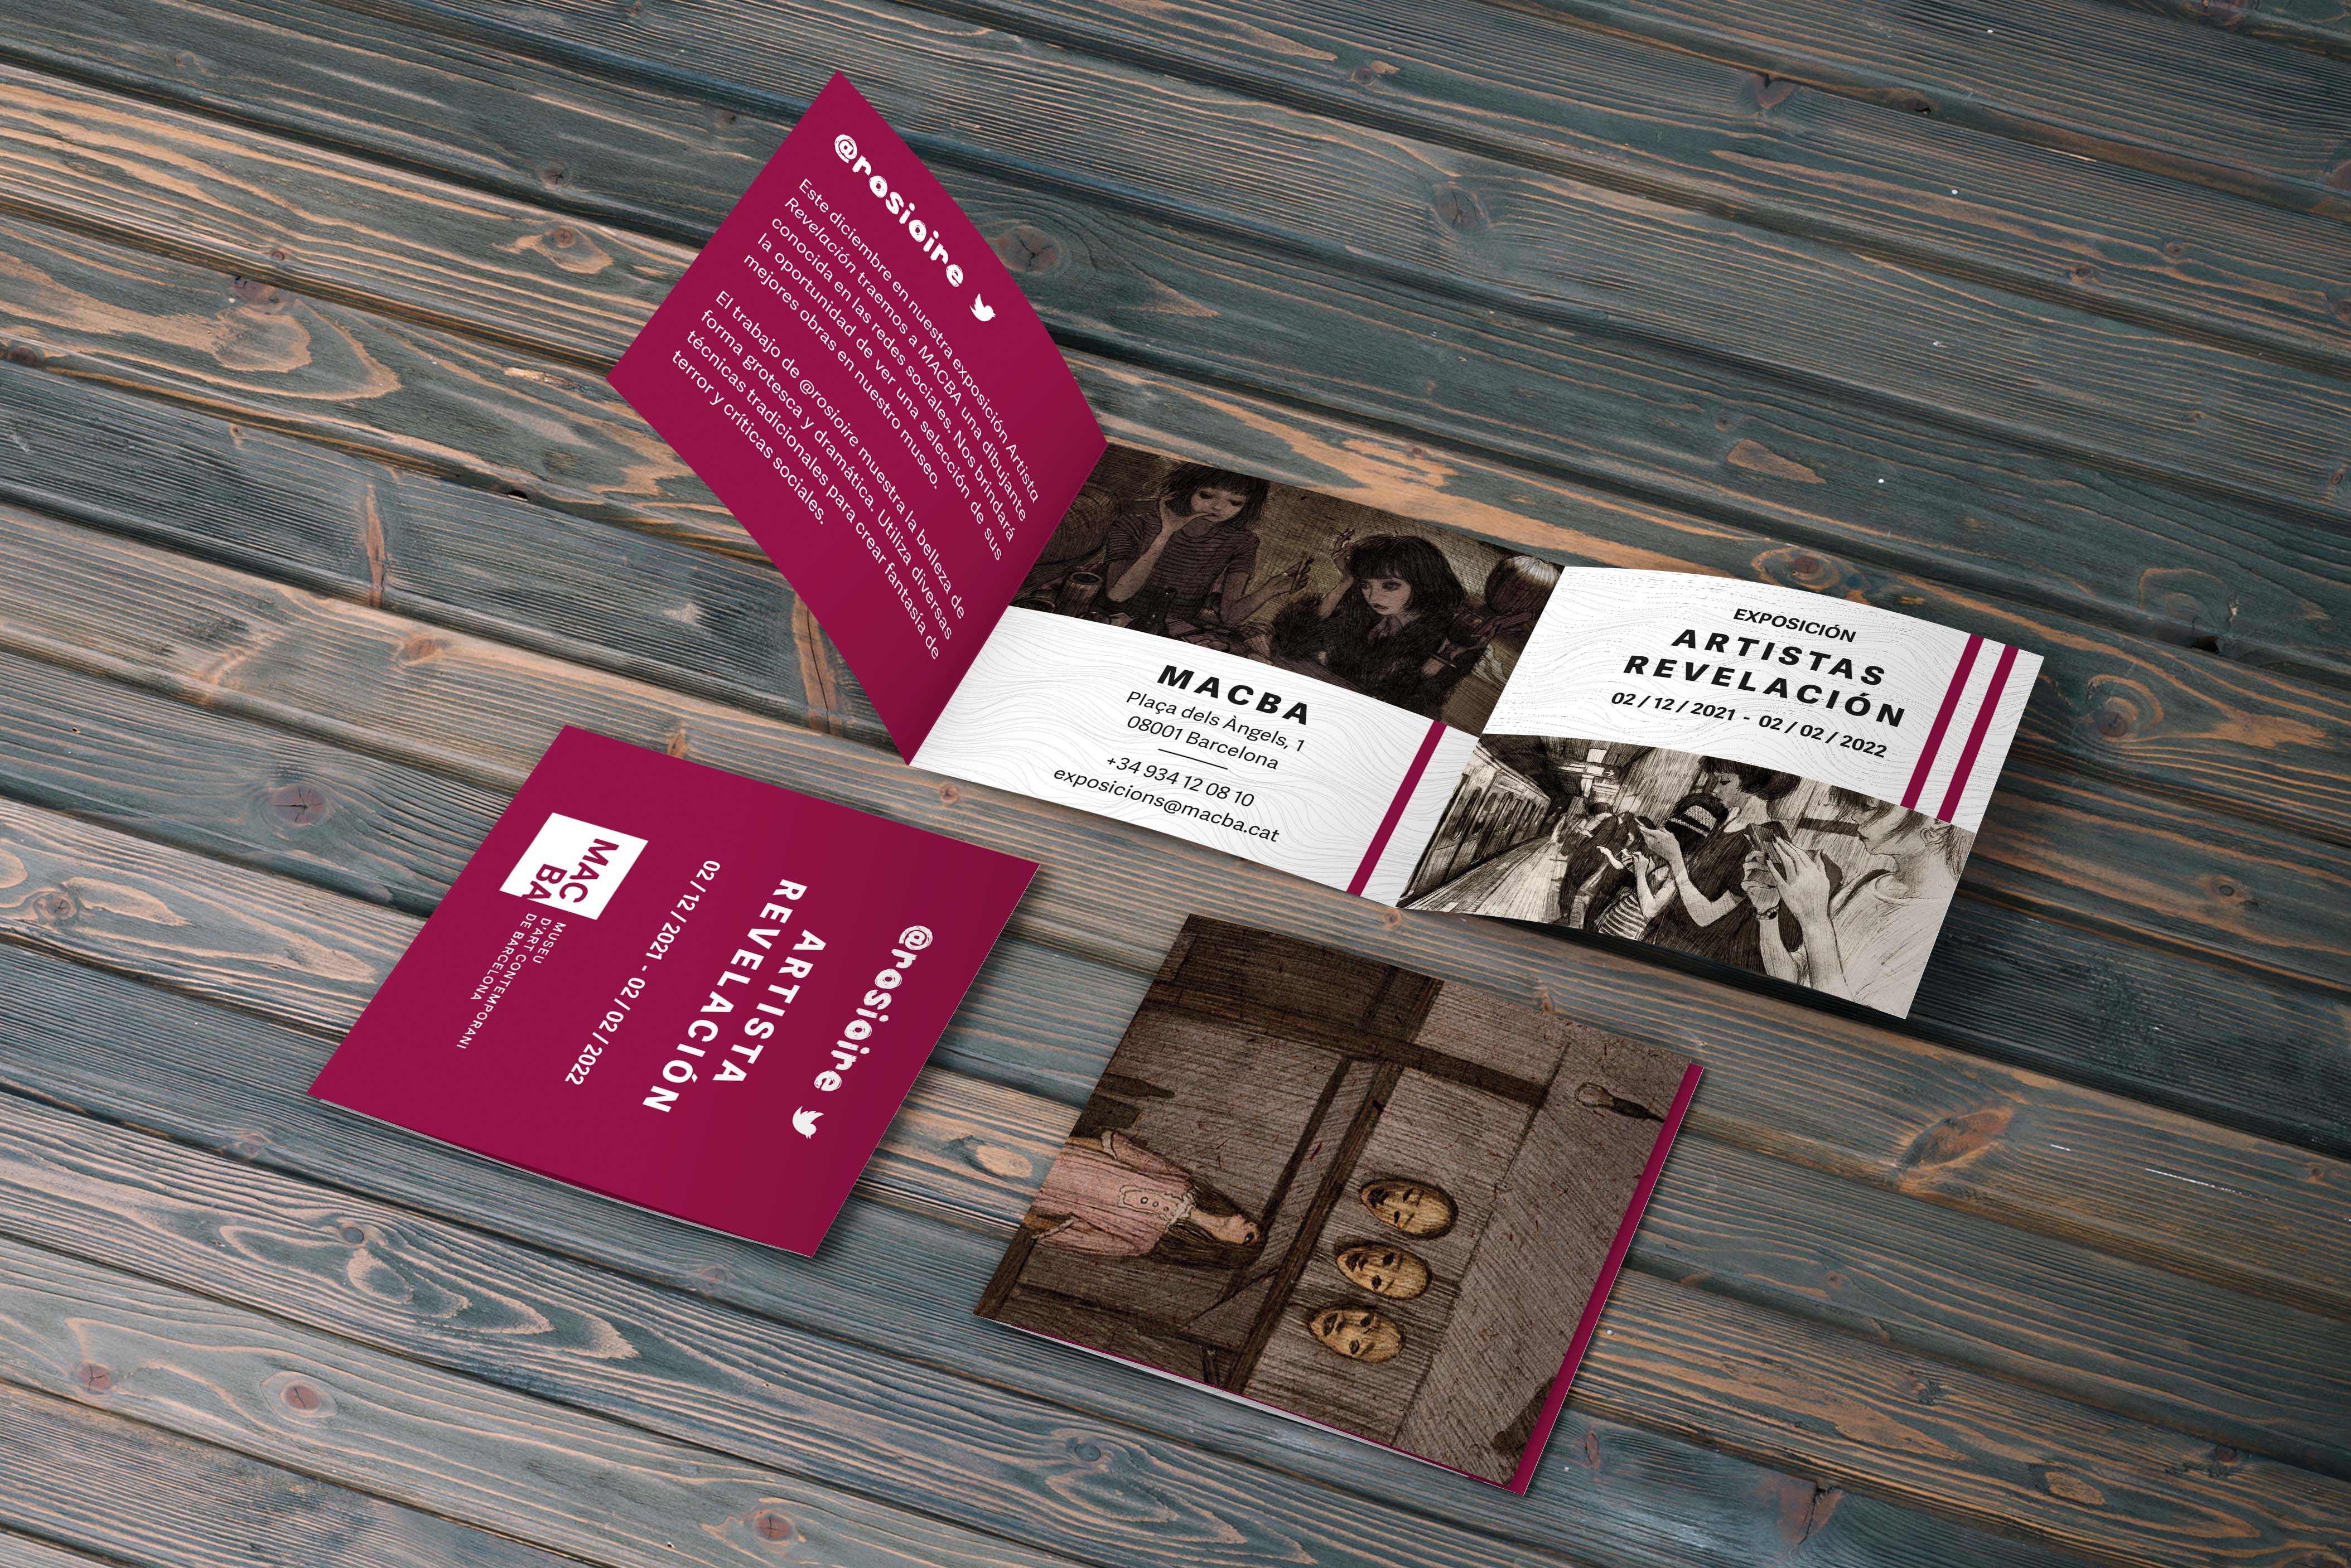 @rosioire
Este diciembre en nuestra exposición Artista
Revelación traemos a MACBA una dibujante
conocida en las redes sociales. Nos brindará
la oportunidad de ver una selección de sus
mejores obras en nuestro museo.
El trabajo de @rosioire muestra la belleza de
forma grotesca y dramática. Utiliza diversas
técnicas tradicionales para crear fantasía de
terror y críticas sociales.
MACBA
Plaça dels Àngels, 1
08001 Barcelona
+34 934 12 08 10
exposicions@macba.cat
EXPOSICIÓN
ARTISTAS
REVELACIÓN
02 / 12 / 2021 - 02 / 02 / 2022
@rosioire
ARTISTA
REVELACIÓN
02 / 12 / 2021 - 02 / 02 / 2022
MAC
BA
MUSEU
D'ART CONTEMPORANI
DE BARCELONA